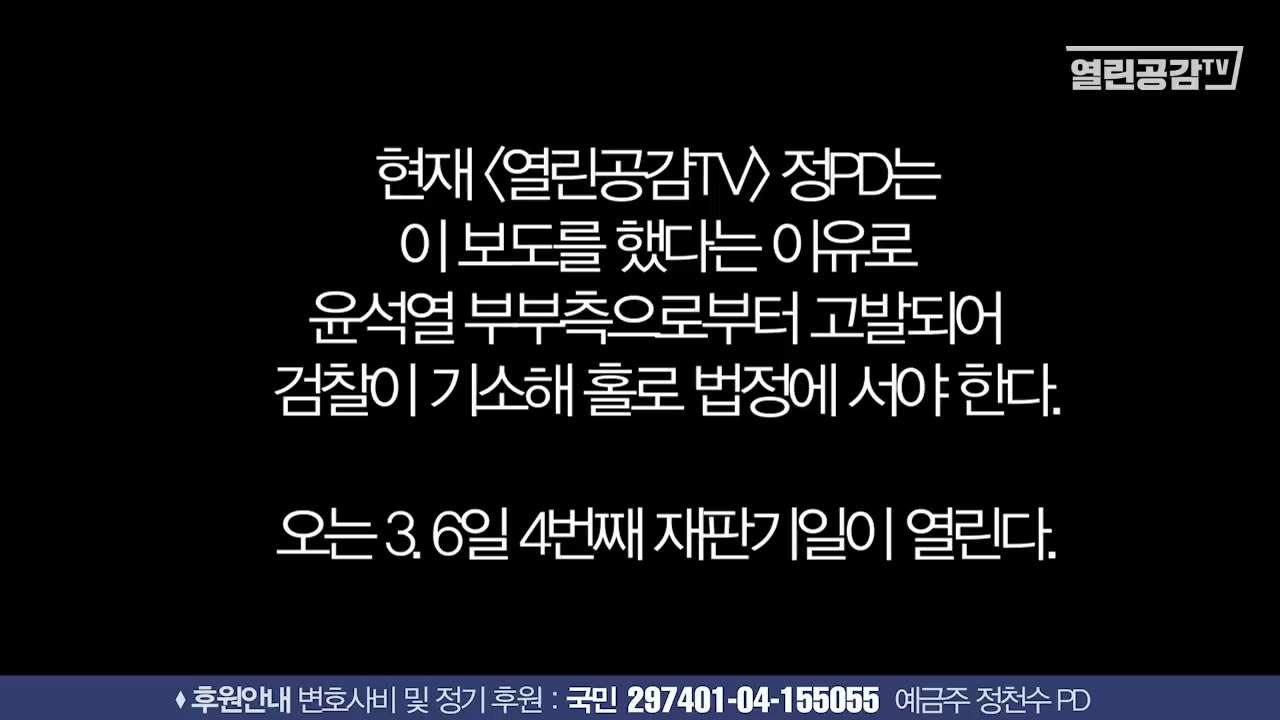 열린공감TV
현재 <열린공감TV> 정PD는
이 보도를 했다는 이유로
윤석열 부부측으로부터 고발되어
검찰이 기소해 홀로 법정에 서야 한다.
오는 3. 6일 4번째 재판기일이 열린다.
♦ 후원안내 변호사비 및 정기 후원 : 국민 297401-04-155055 예금주 정천수 PD